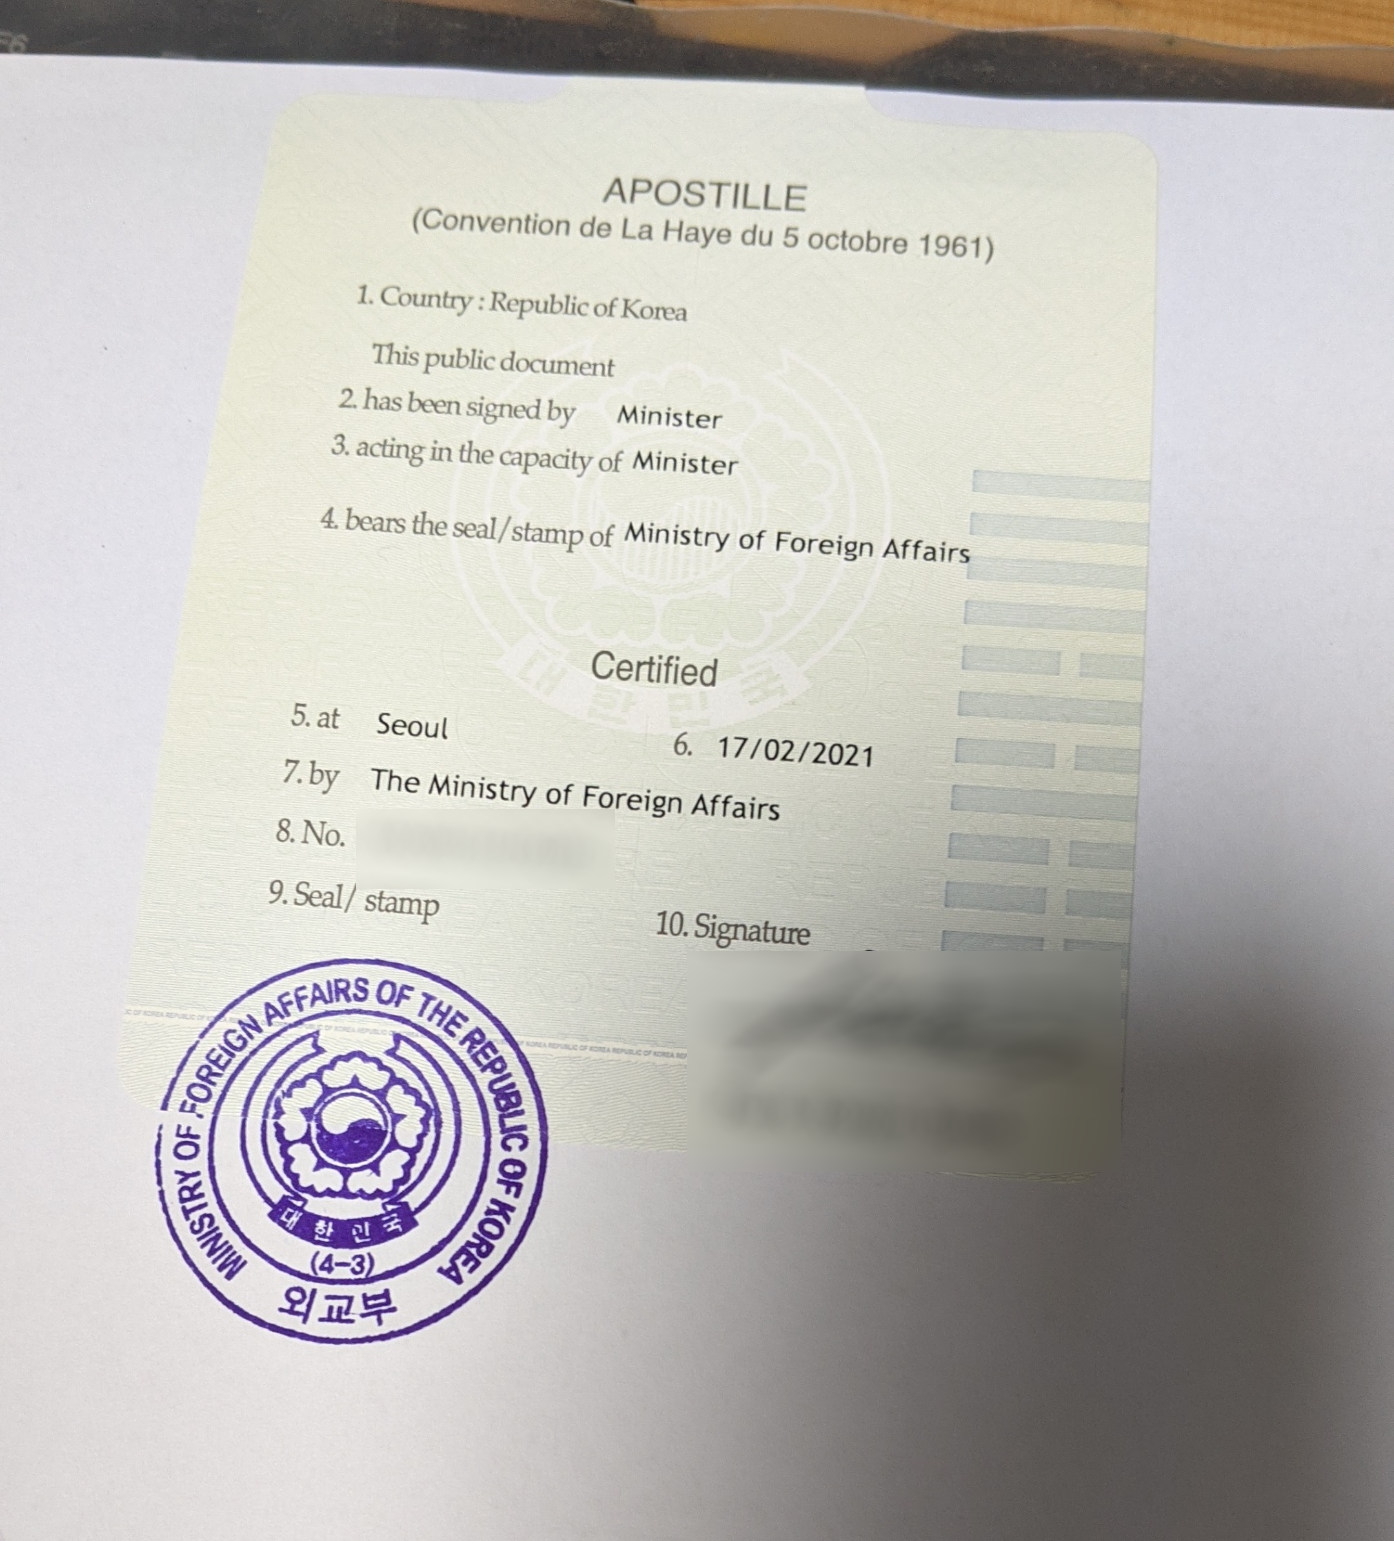 APOSTILLE
(Convention de La Haye du 5 octobre 1961)
1. Country : Republic of Korea
This public document
2. has been signed by Minister
3. acting in the capacity of Minister
4. bears the seal/stamp of Ministry of Foreign Affairs
대한민국
Certified
5. at Seoul 6. 17/02/2021
7. by The Ministry of Foreign Affairs
8. No.
9. Seal/ stamp 10. Signature
MINISTRY OF FOREIGN AFFAIRS OF THE REPUBLIC OF KOREA
대한민국
(4-3)
외교부